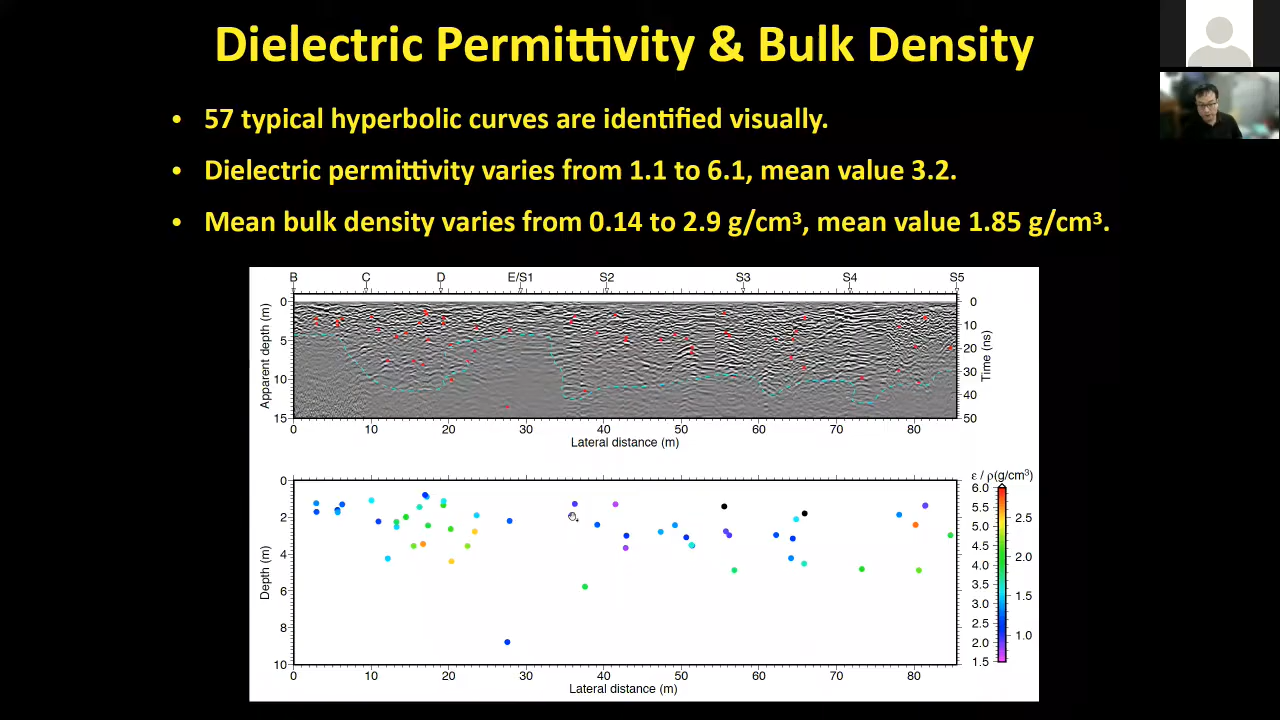 Dielectric Permittivity & Bulk Density
• 57 typical hyperbolic curves are identified visually.
• Dielectric permittivity varies from 1.1 to 6.1, mean value 3.2.
• Mean bulk density varies from 0.14 to 2.9 g/cm³, mean value 1.85 g/cm³.
B C D E/S1 S2 S3 S4 S5
Apparent depth (m)
0
5
10
15
0 10 20 30 40 50 60 70 80
Lateral distance (m)
Time (ns)
0
10
20
30
40
50
Depth (m)
0
2
4
6
8
10
0 10 20 30 40 50 60 70 80
Lateral distance (m)
ε / ρ(g/cm³)
6.0
5.5
5.0
4.5
4.0
3.5
3.0
2.5
2.0
1.5
2.5
2.0
1.5
1.0